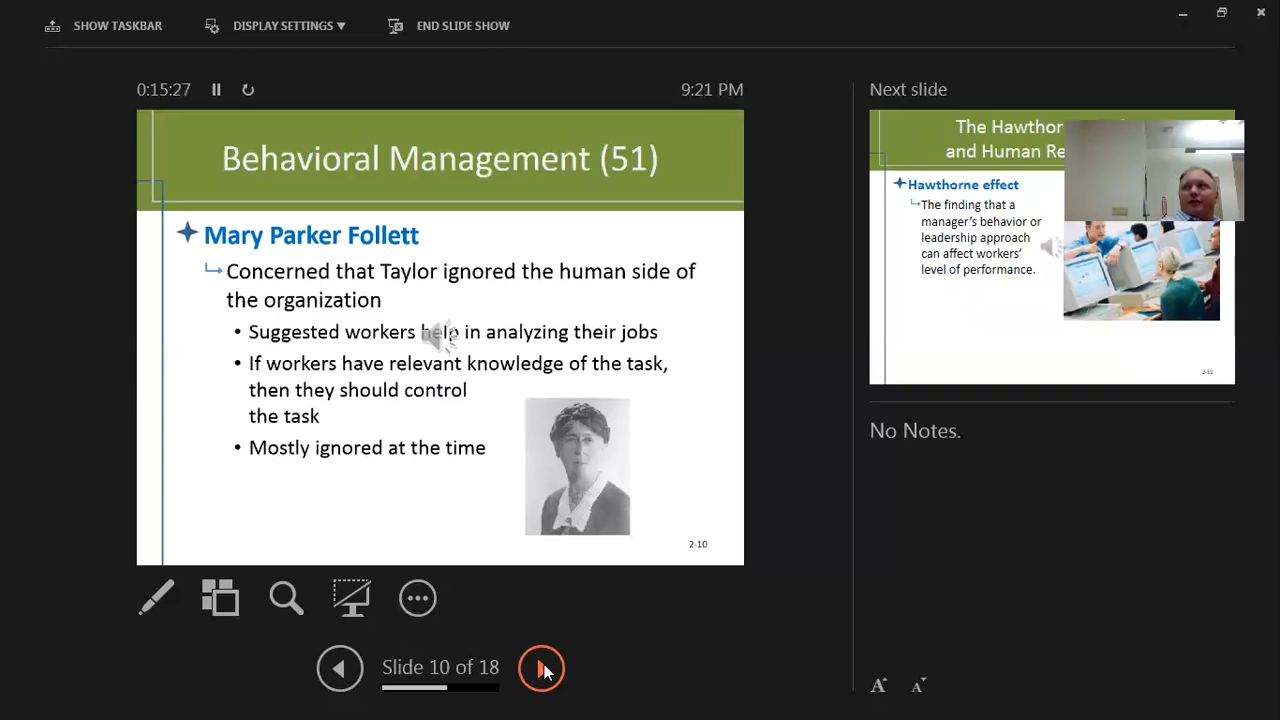 SHOW TASKBAR
DISPLAY SETTINGS ▼
END SLIDE SHOW
0:15:27
9:21 PM
Behavioral Management (51)
Mary Parker Follett
Concerned that Taylor ignored the human side of
the organization
• Suggested workers help in analyzing their jobs
• If workers have relevant knowledge of the task,
then they should control
the task
• Mostly ignored at the time
2-10
Slide 10 of 18
Next slide
The Hawthor
and Human Re
Hawthorne effect
The finding that a
manager's behavior or
leadership approach
can affect workers'
level of performance.
No Notes.
A
A